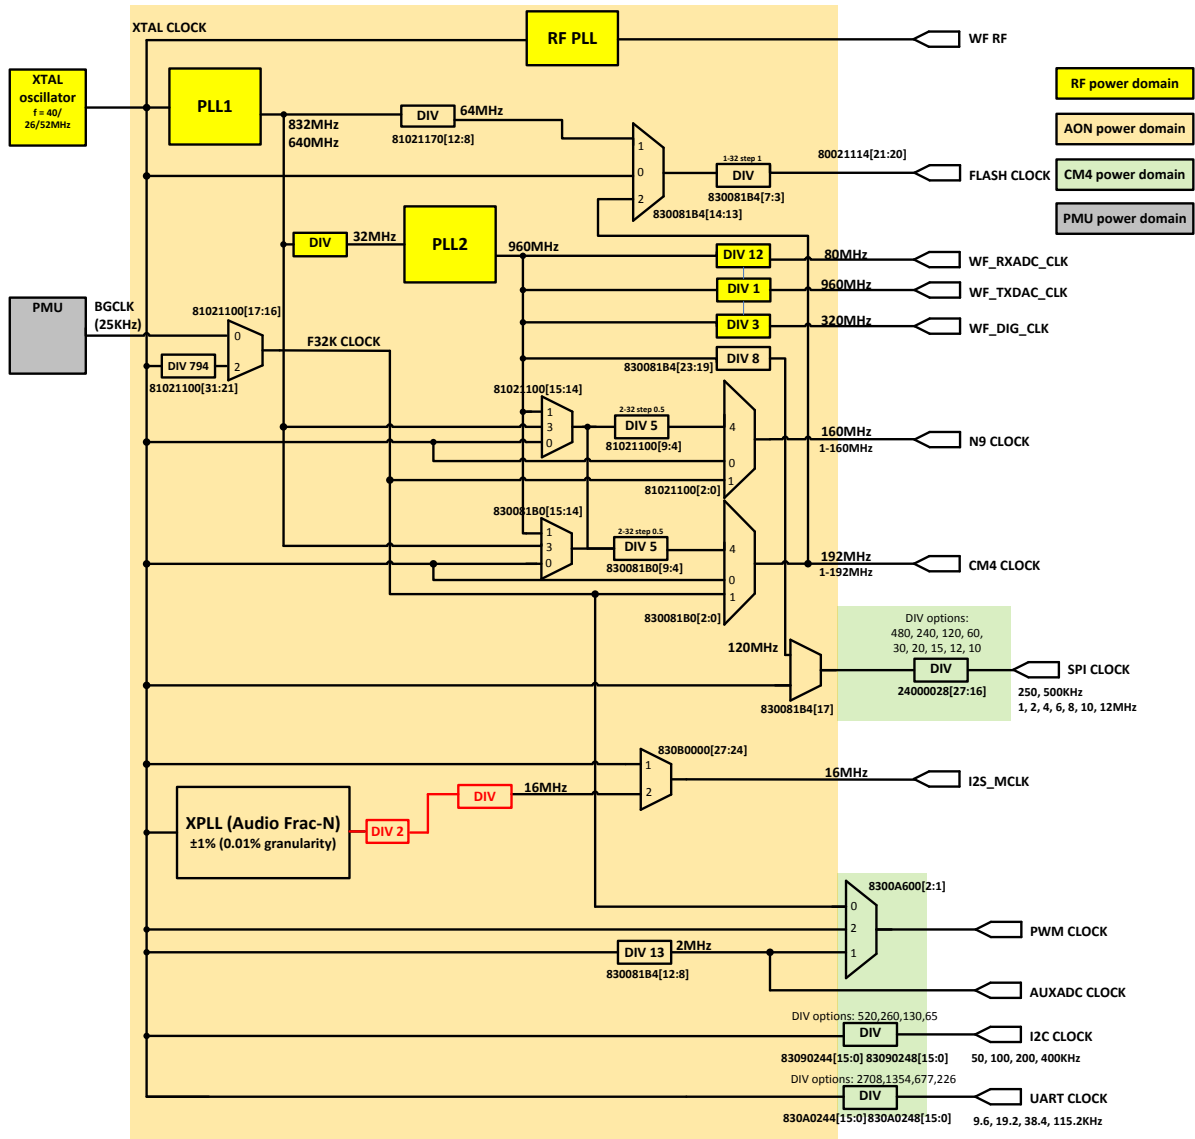 XTAL CLOCK
RF PLL
WF RF
XTAL
oscillator
f = 40/
26/52MHz
PLL1
832MHz
640MHz
DIV
64MHz
81021170[12:8]
1
0
2
830081B4[14:13]
1-32 step 1
DIV
830081B4[7:3]
80021114[21:20]
FLASH CLOCK
RF power domain
AON power domain
CM4 power domain
PMU power domain
DIV
32MHz
PLL2
960MHz
DIV 12
80MHz
WF_RXADC_CLK
DIV 1
960MHz
WF_TXDAC_CLK
DIV 3
320MHz
WF_DIG_CLK
DIV 8
830081B4[23:19]
PMU
BGCLK
(25KHz)
81021100[17:16]
0
2
DIV 794
81021100[31:21]
F32K CLOCK
81021100[15:14]
1
3
0
2-32 step 0.5
DIV 5
81021100[9:4]
4
0
1
81021100[2:0]
160MHz
1-160MHz
N9 CLOCK
830081B0[15:14]
1
3
0
2-32 step 0.5
DIV 5
830081B0[9:4]
4
0
1
830081B0[2:0]
192MHz
1-192MHz
CM4 CLOCK
120MHz
830081B4[17]
DIV options:
480, 240, 120, 60,
30, 20, 15, 12, 10
DIV
24000028[27:16]
SPI CLOCK
250, 500KHz
1, 2, 4, 6, 8, 10, 12MHz
830B0000[27:24]
1
2
16MHz
I2S_MCLK
XPLL (Audio Frac-N)
±1% (0.01% granularity)
DIV 2
DIV
16MHz
8300A600[2:1]
0
2
1
PWM CLOCK
DIV 13
2MHz
830081B4[12:8]
AUXADC CLOCK
DIV options: 520,260,130,65
DIV
83090244[15:0] 83090248[15:0]
I2C CLOCK
50, 100, 200, 400KHz
DIV options: 2708,1354,677,226
DIV
830A0244[15:0] 830A0248[15:0]
UART CLOCK
9.6, 19.2, 38.4, 115.2KHz